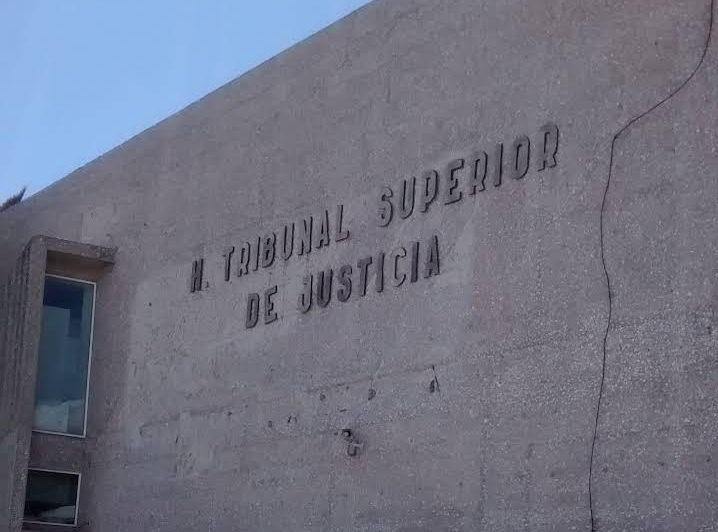 H. TRIBUNAL SUPERIOR
DE JUSTICIA